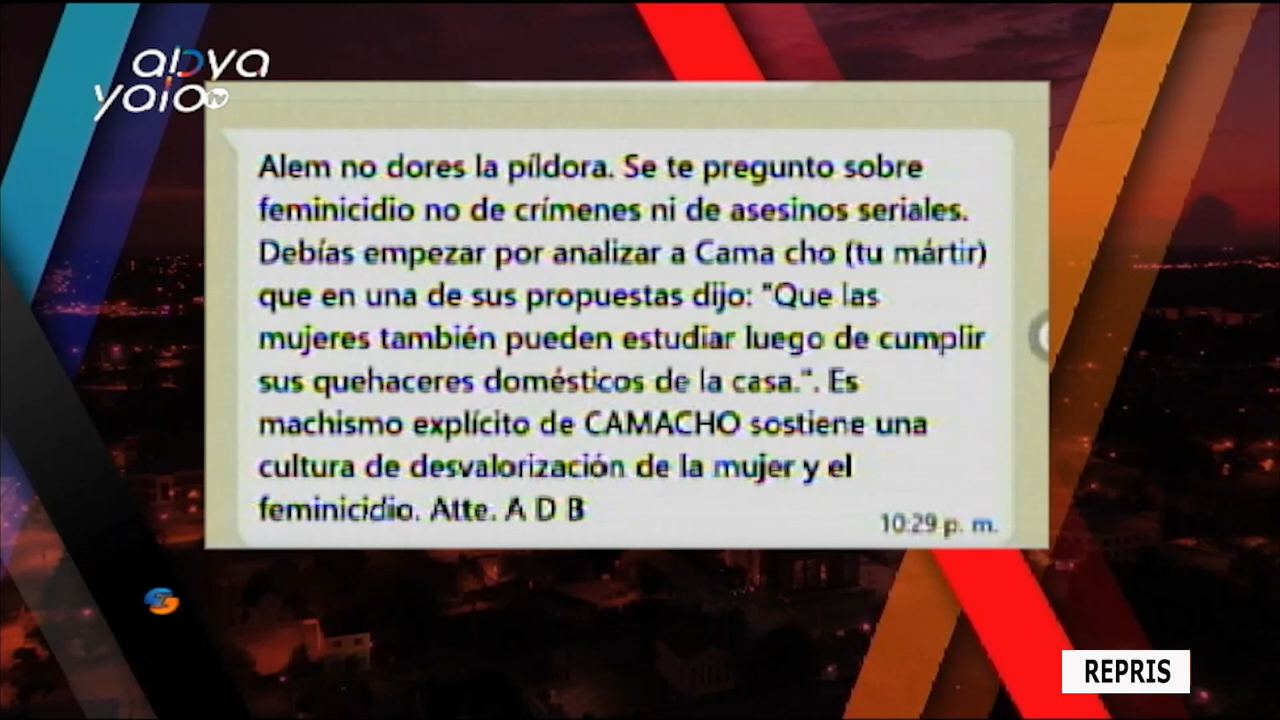 abya
yala tv
Alem no dores la píldora. Se te pregunto sobre
feminicidio no de crímenes ni de asesinos seriales.
Debías empezar por analizar a Cama cho (tu mártir)
que en una de sus propuestas dijo: "Que las
mujeres también pueden estudiar luego de cumplir
sus quehaceres domésticos de la casa.". Es
machismo explícito de CAMACHO sostiene una
cultura de desvalorización de la mujer y el
feminicidio. Atte. A D B
10:29 p. m.
REPRIS